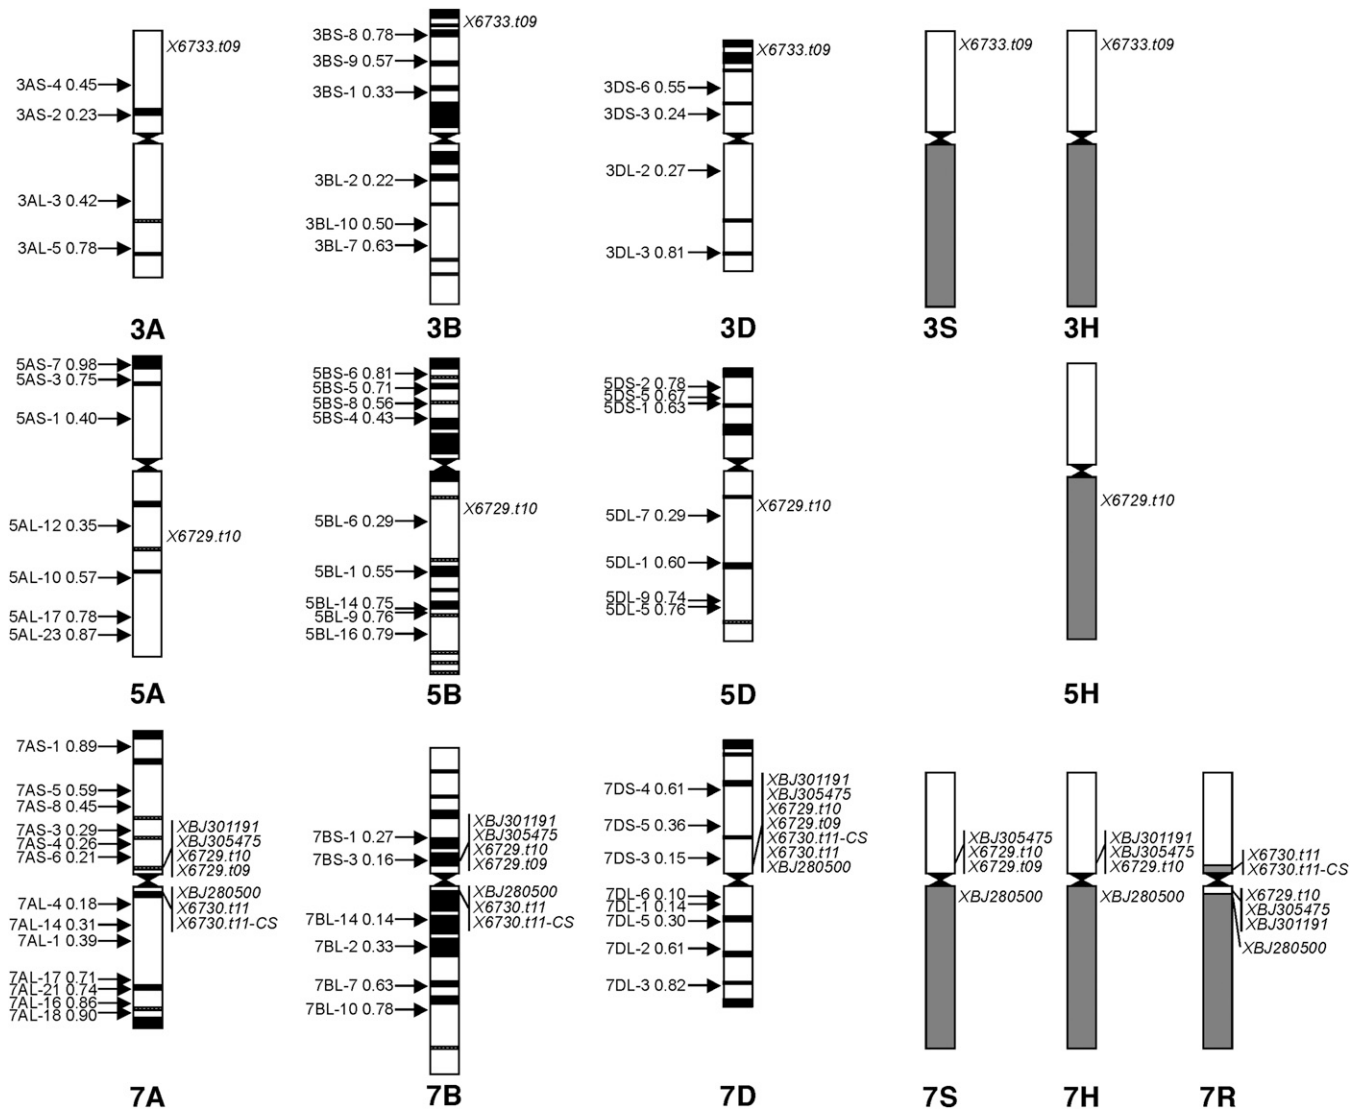 X6733.t09
3AS-4 0.45
3AS-2 0.23
3AL-3 0.42
3AL-5 0.78
3A
X6733.t09
3BS-8 0.78
3BS-9 0.57
3BS-1 0.33
3BL-2 0.22
3BL-10 0.50
3BL-7 0.63
3B
X6733.t09
3DS-6 0.55
3DS-3 0.24
3DL-2 0.27
3DL-3 0.81
3D
X6733.t09
3S
X6733.t09
3H
5AS-7 0.98
5AS-3 0.75
5AS-1 0.40
5AL-12 0.35
X6729.t10
5AL-10 0.57
5AL-17 0.78
5AL-23 0.87
5A
5BS-6 0.81
5BS-5 0.71
5BS-8 0.56
5BS-4 0.43
X6729.t10
5BL-6 0.29
5BL-1 0.55
5BL-14 0.75
5BL-9 0.76
5BL-16 0.79
5B
5DS-2 0.78
5DS-5 0.67
5DS-1 0.63
X6729.t10
5DL-7 0.29
5DL-1 0.60
5DL-9 0.74
5DL-5 0.76
5D
X6729.t10
5H
7AS-1 0.89
7AS-5 0.59
7AS-8 0.45
7AS-3 0.29
7AS-4 0.26
7AS-6 0.21
XBJ301191
XBJ305475
X6729.t10
X6729.t09
7AL-4 0.18
7AL-14 0.31
7AL-1 0.39
XBJ280500
X6730.t11
X6730.t11-CS
7AL-17 0.71
7AL-21 0.74
7AL-16 0.86
7AL-18 0.90
7A
7BS-1 0.27
7BS-3 0.16
XBJ301191
XBJ305475
X6729.t10
X6729.t09
XBJ280500
X6730.t11
X6730.t11-CS
7BL-14 0.14
7BL-2 0.33
7BL-7 0.63
7BL-10 0.78
7B
7DS-4 0.61
7DS-5 0.36
7DS-3 0.15
XBJ301191
XBJ305475
X6729.t10
X6729.t09
X6730.t11-CS
X6730.t11
XBJ280500
7DL-6 0.10
7DL-1 0.14
7DL-5 0.30
7DL-2 0.61
7DL-3 0.82
7D
XBJ305475
X6729.t10
X6729.t09
XBJ280500
7S
XBJ301191
XBJ305475
X6729.t10
XBJ280500
7H
X6730.t11
X6730.t11-CS
X6729.t10
XBJ305475
XBJ301191
XBJ280500
7R